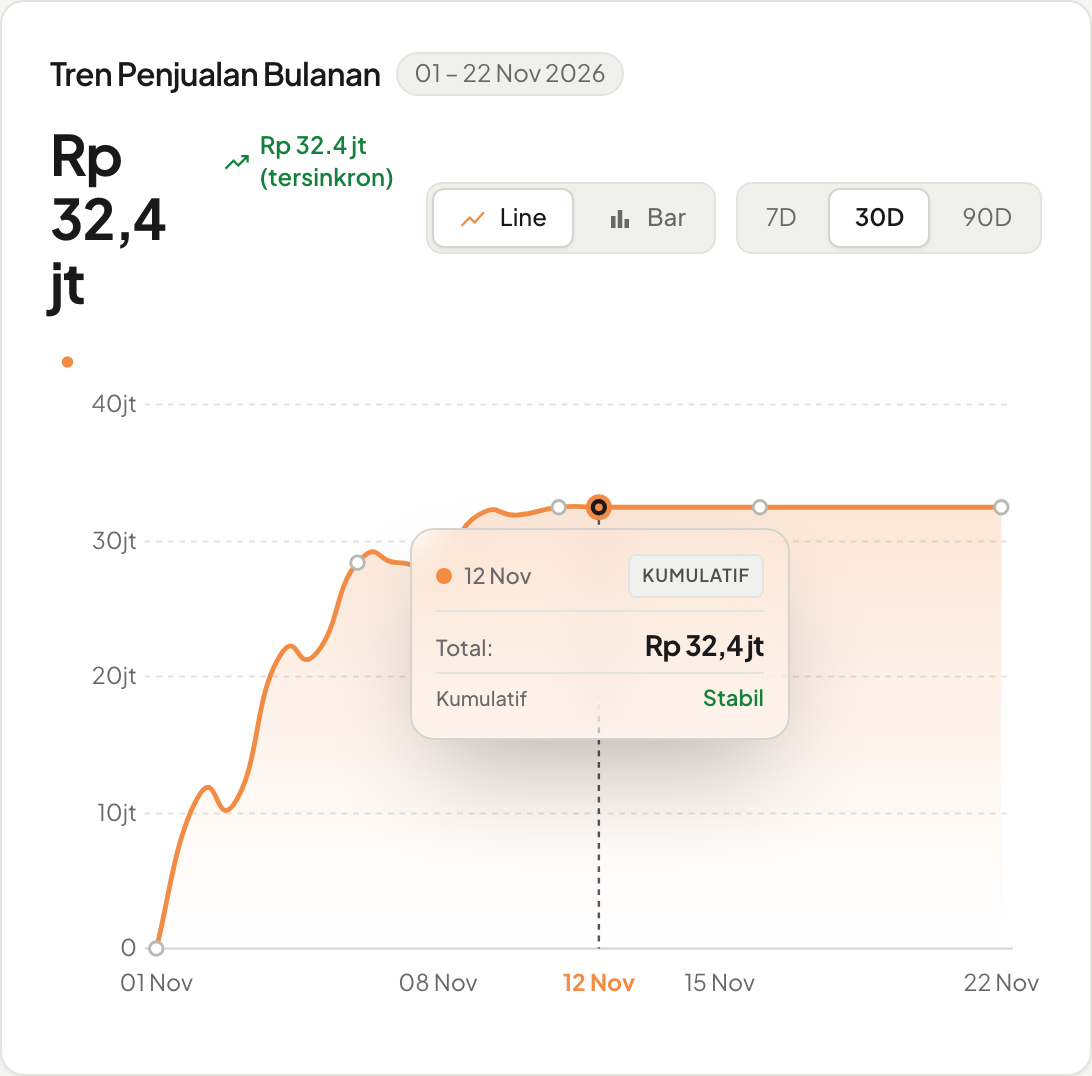 Tren Penjualan Bulanan 01 – 22 Nov 2026
Rp
32,4
jt
Rp 32.4 jt
(tersinkron)
Line Bar 7D 30D 90D
40jt
30jt
20jt
10jt
0
12 Nov KUMULATIF
Total: Rp 32,4 jt
Kumulatif Stabil
01 Nov 08 Nov 12 Nov 15 Nov 22 Nov